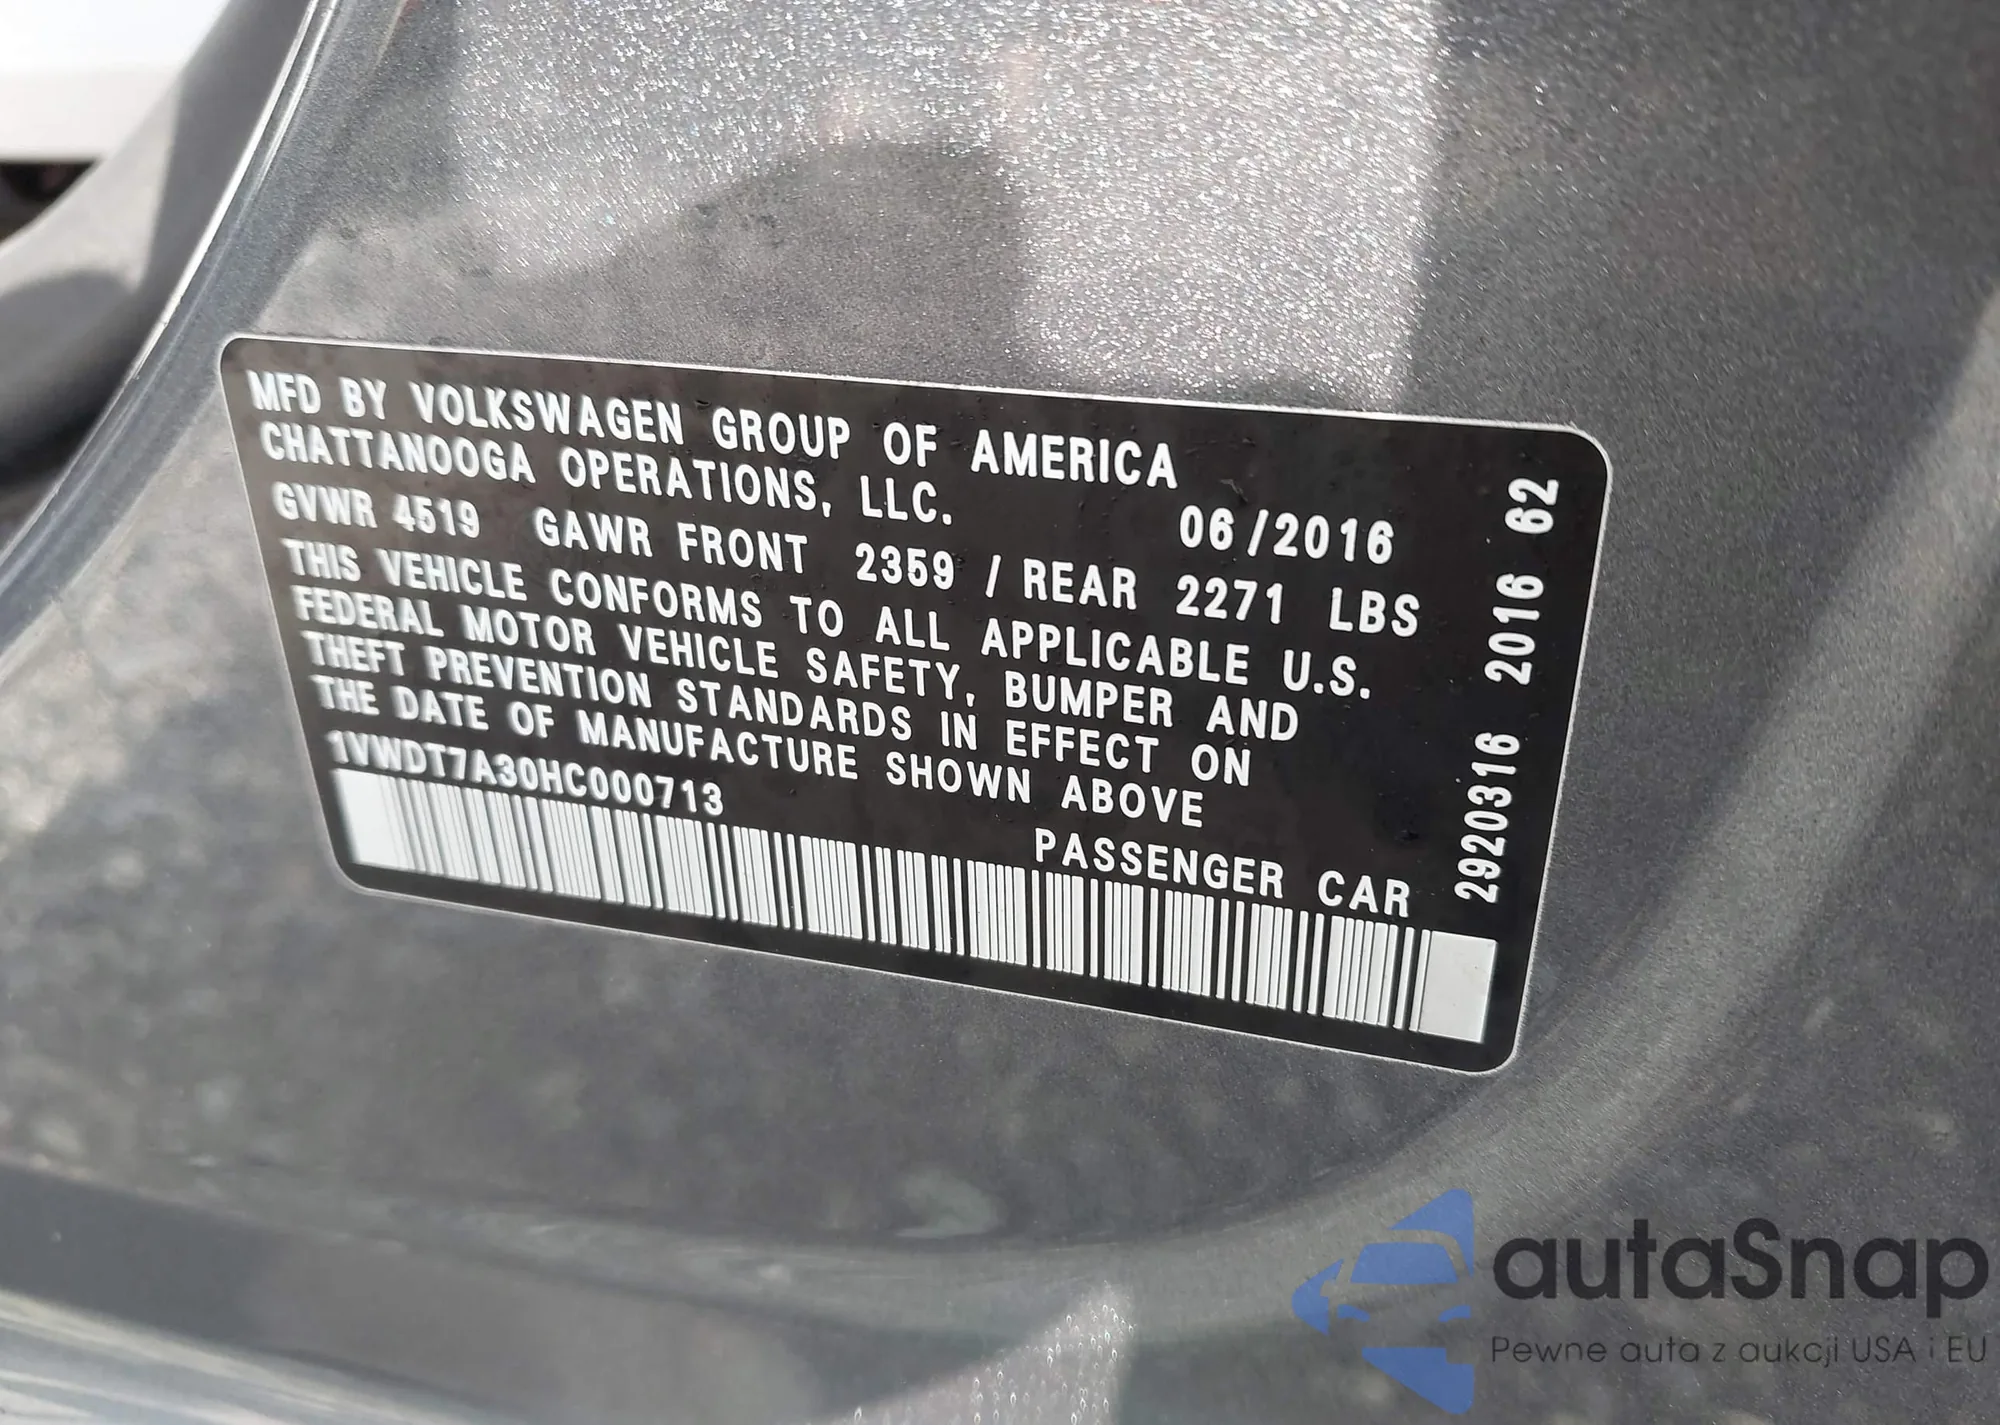 MFD BY VOLKSWAGEN GROUP OF AMERICA
CHATTANOOGA OPERATIONS, LLC.
06/2016
GVWR 4519 GAWR FRONT 2359 / REAR 2271 LBS
THIS VEHICLE CONFORMS TO ALL APPLICABLE U.S.
FEDERAL MOTOR VEHICLE SAFETY, BUMPER AND
THEFT PREVENTION STANDARDS IN EFFECT ON
THE DATE OF MANUFACTURE SHOWN ABOVE
1VWDT7A30HC000713
PASSENGER CAR
29203316 2016 62
autaSnap
Pewne auta z aukcji USA i EU